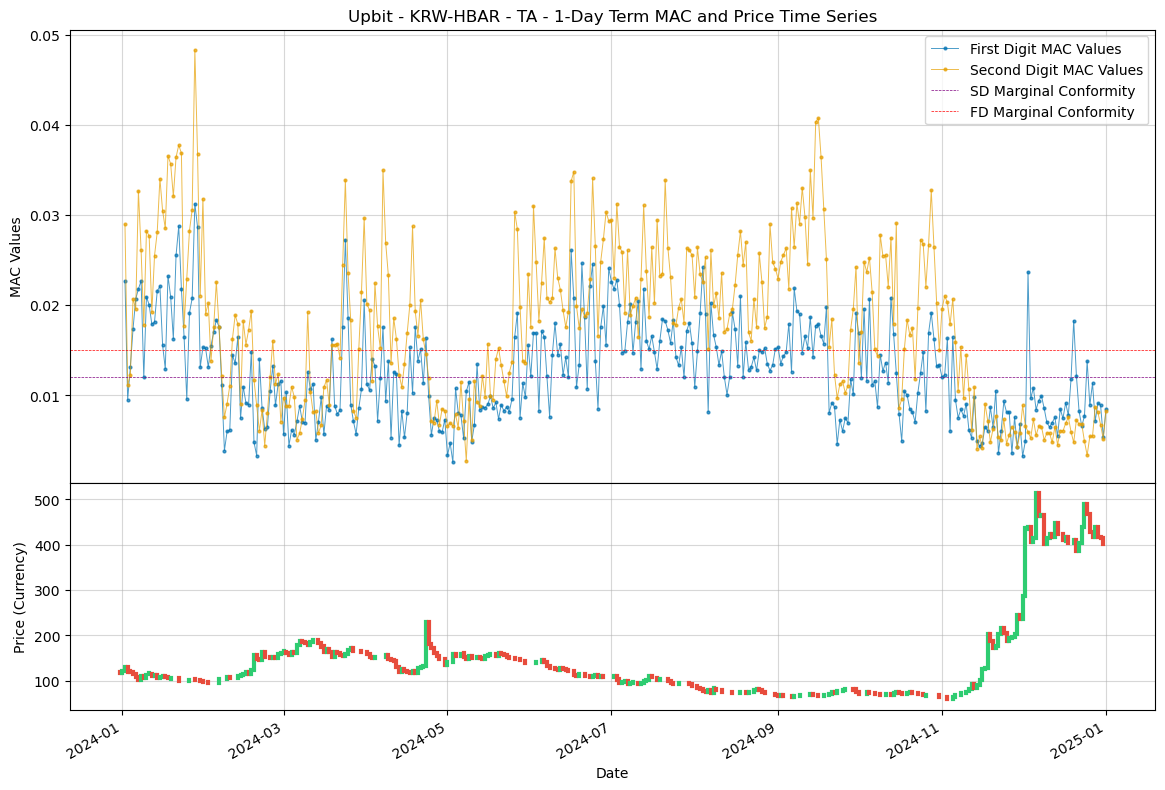 Upbit - KRW-HBAR - TA - 1-Day Term MAC and Price Time Series
0.05
0.04
0.03
0.02
0.01
MAC Values
First Digit MAC Values
Second Digit MAC Values
SD Marginal Conformity
FD Marginal Conformity
500
400
300
200
100
Price (Currency)
2024-01
2024-03
2024-05
2024-07
2024-09
2024-11
2025-01
Date